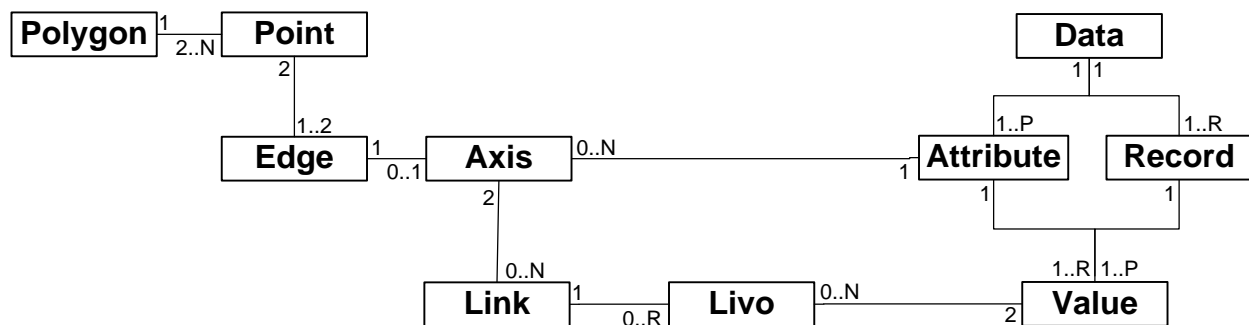 Polygon 1 2..N Point
Data
2
1 1
1..2
1..P 1..R
Edge 1 0..1 Axis 0..N 1 Attribute Record
2
1 1
0..N
1..R 1..P
Link 1 0..R Livo 0..N 2 Value